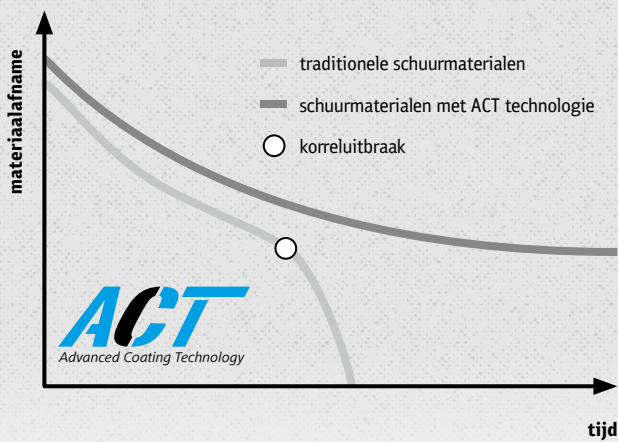 materiaalafname
traditionele schuurmaterialen
schuurmaterialen met ACT technologie
korreluitbraak
ACT
Advanced Coating Technology
tijd